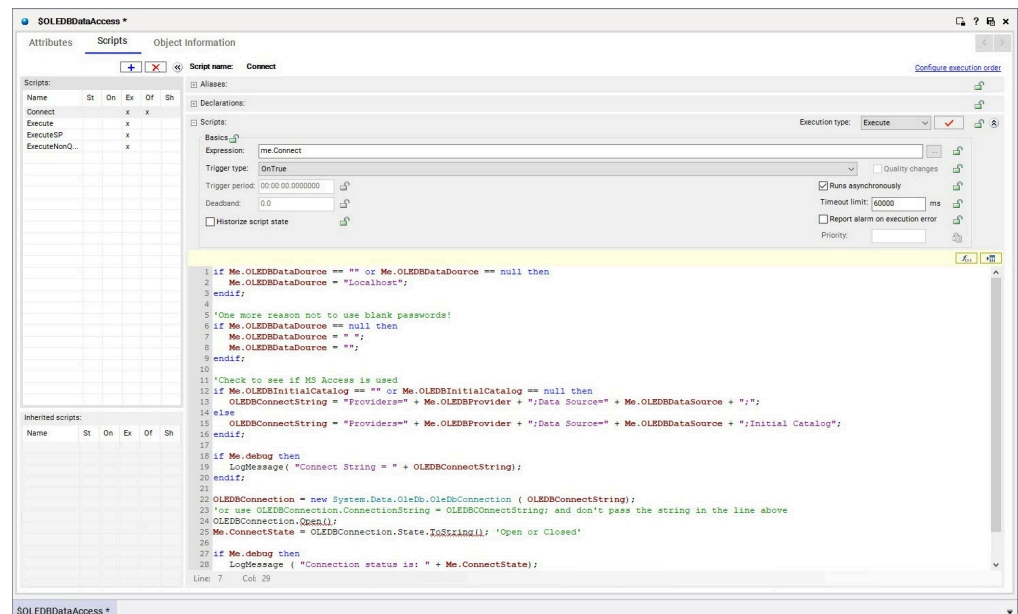 $OLEDBDataAccess *
?
Attributes Scripts Object Information
Script name: Connect
Configure execution order
Scripts:
Name St On Ex Of Sh
Connect x x
Execute x
ExecuteSP x
ExecuteNonQ... x
Aliases:
Declarations:
Scripts:
Execution type: Execute
Basics
Expression: me.Connect
...
Trigger type: OnTrue
Quality changes
Trigger period: 00:00:00.0000000
Runs asynchronously
Deadband: 0.0
Timeout limit: 60000 ms
Historize script state
Report alarm on execution error
Priority:
1 if Me.OLEDBDataDource == "" or Me.OLEDBDataDource == null then
2 Me.OLEDBDataDource = "Localhost";
3 endif;
4
5 'One more reason not to use blank passwords!
6 if Me.OLEDBDataDource == null then
7 Me.OLEDBDataDource = " ";
8 Me.OLEDBDataDource = "";
9 endif;
10
11 'Check to see if MS Access is used
12 if Me.OLEDBInitialCatalog == "" or Me.OLEDBInitialCatalog == null then
13 OLEDBConnectString = "Providers=" + Me.OLEDBProvider + ";Data Source=" + Me.OLEDBDataSource + ";";
14 else
15 OLEDBConnectString = "Providers=" + Me.OLEDBProvider + ";Data Source=" + Me.OLEDBDataSource + ";Initial Catalog";
16 endif;
17
18 if Me.debug then
19 LogMessage( "Connect String = " + OLEDBConnectString);
20 endif;
21
22 OLEDBConnection = new System.Data.OleDb.OleDbConnection ( OLEDBConnectString);
23 'or use OLEDBConnection.ConnectionString = OLEDBConnectString; and don't pass the string in the line above
24 OLEDBConnection.Open();
25 Me.ConnectState = OLEDBConnection.State.ToString(); 'Open or Closed'
26
27 if Me.debug then
28 LogMessage ( "Connection status is: " + Me.ConnectState);
Inherited scripts:
Name St On Ex Of Sh
Line: 7 Col: 29
$OLEDBDataAccess *